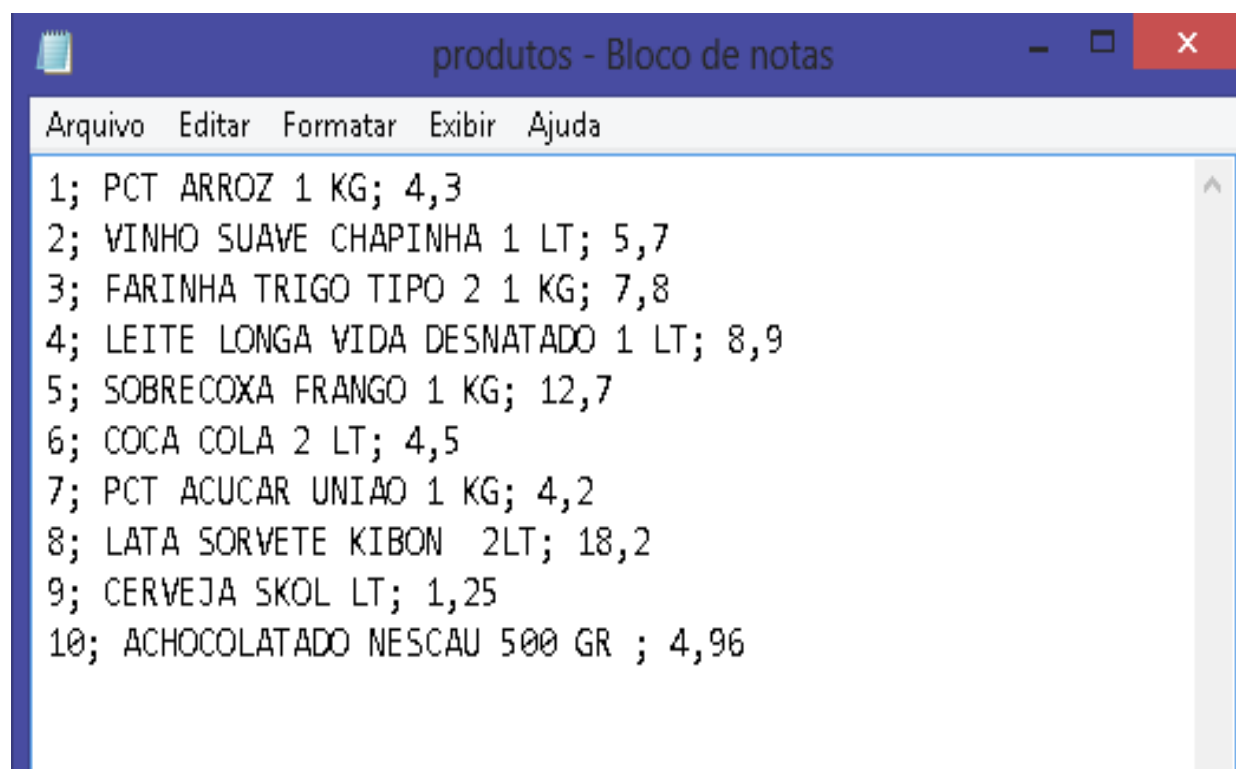 produtos - Bloco de notas
Arquivo Editar Formatar Exibir Ajuda
1; PCT ARROZ 1 KG; 4,3
2; VINHO SUAVE CHAPINHA 1 LT; 5,7
3; FARINHA TRIGO TIPO 2 1 KG; 7,8
4; LEITE LONGA VIDA DESNATADO 1 LT; 8,9
5; SOBRECOXA FRANGO 1 KG; 12,7
6; COCA COLA 2 LT; 4,5
7; PCT ACUCAR UNIAO 1 KG; 4,2
8; LATA SORVETE KIBON  2LT; 18,2
9; CERVEJA SKOL LT; 1,25
10; ACHOCOLATADO NESCAU 500 GR ; 4,96